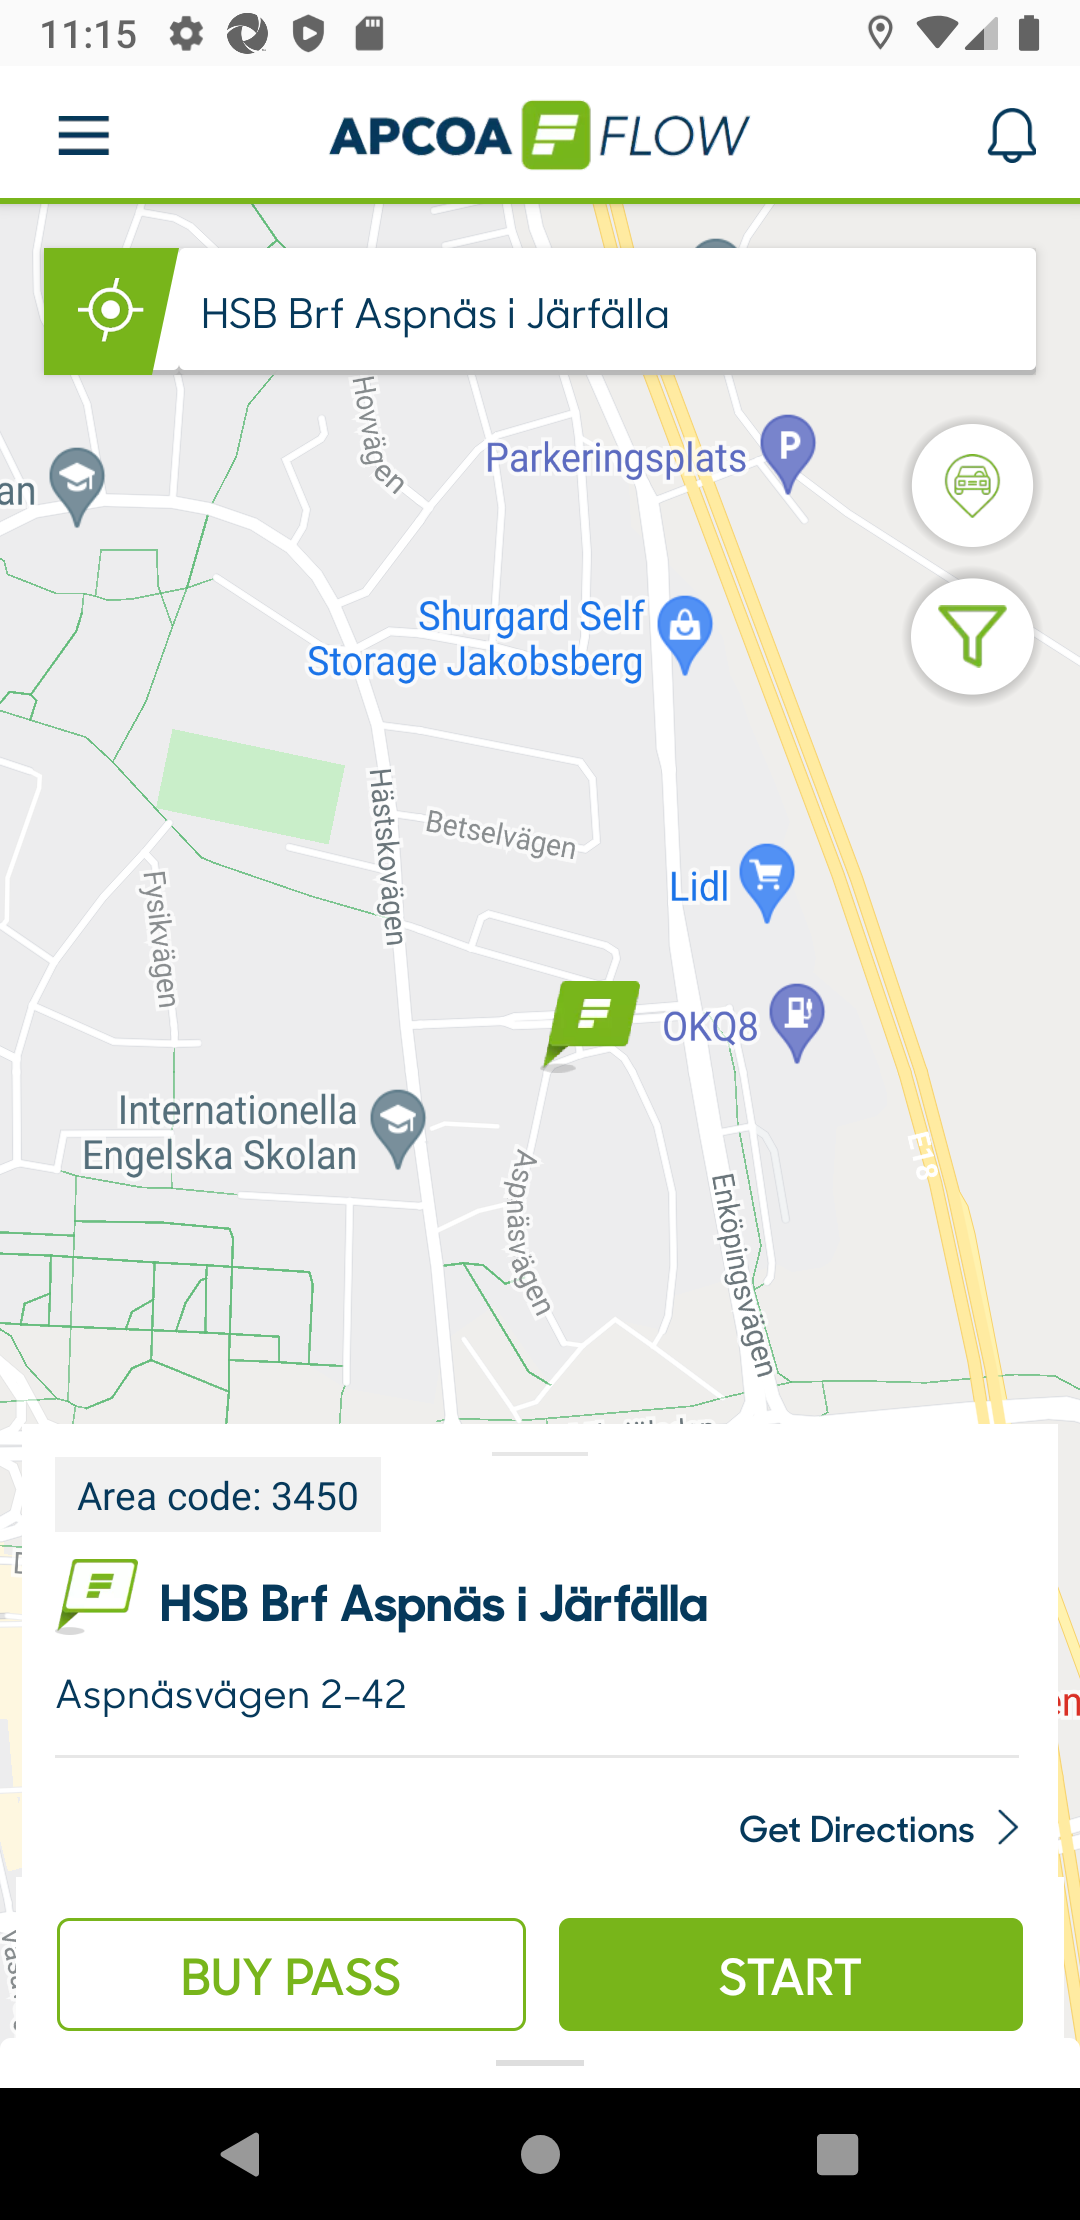 11:15
APCOA FLOW
HSB Brf Aspnäs i Järfälla
Hovvägen
Parkeringsplats
P
an
Shurgard Self
Storage Jakobsberg
Hästskovägen
Betselvägen
Lidl
Fysikvägen
OKQ8
Internationella
Engelska Skolan
E18
Aspnäsvägen
Enköpingsvägen
Area code: 3450
HSB Brf Aspnäs i Järfälla
Aspnäsvägen 2-42
en
Get Directions
BUY PASS
START